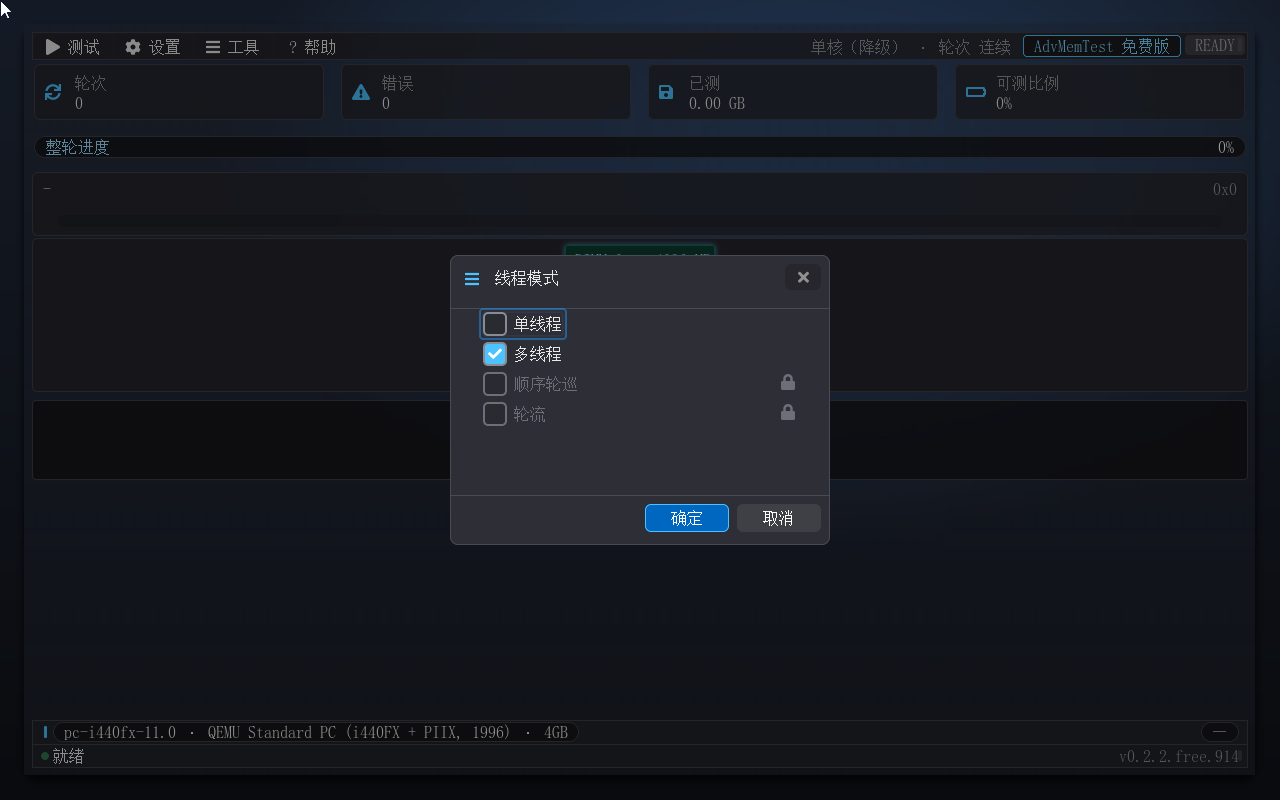 测试 设置 工具 ? 帮助 单核（降级） · 轮次 连续 AdvMemTest 免费版 READY
轮次 错误 已测 可测比例
0 0 0.00 GB 0%
整轮进度 0%
— 0x0
线程模式
单线程
多线程
顺序轮巡
轮流
确定 取消
pc-i440fx-11.0 · QEMU Standard PC (i440FX + PIIX, 1996) · 4GB —
就绪 v0.2.2.free.914